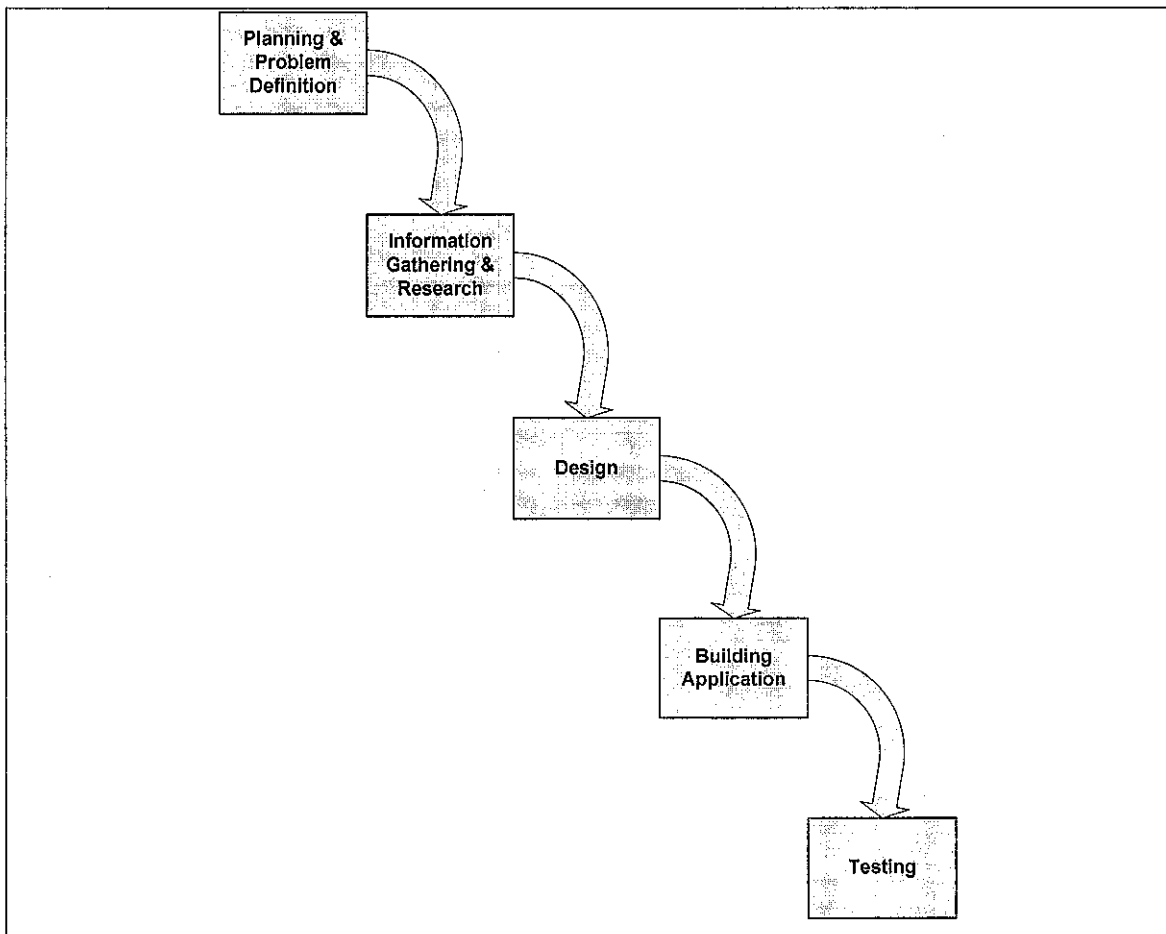 Planning &
Problem
Definition
Information
Gathering &
Research
Design
Building
Application
Testing